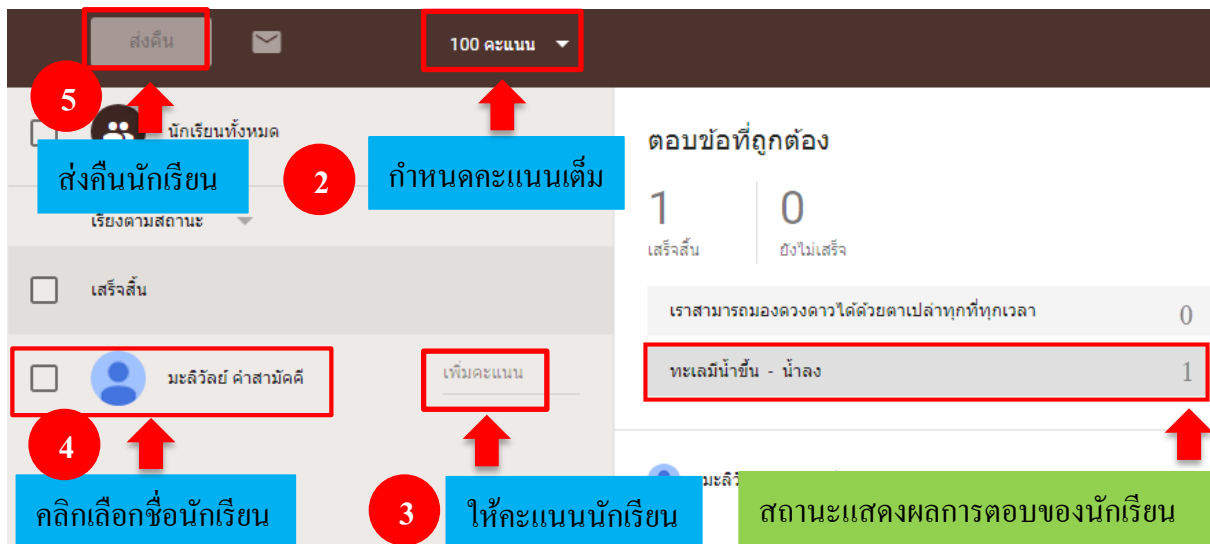 ส่งคืน
100 คะแนน
5
นักเรียนทั้งหมด
ส่งคืนนักเรียน
2
กำหนดคะแนนเต็ม
เรียงตามสถานะ
เสร็จสิ้น
มะลิวัลย์ คำสามัคคี
เพิ่มคะแนน
4
คลิกเลือกชื่อนักเรียน
3
ให้คะแนนนักเรียน
ตอบข้อที่ถูกต้อง
1
0
เสร็จสิ้น
ยังไม่เสร็จ
เราสามารถมองดวงดาวได้ด้วยตาเปล่าทุกที่ทุกเวลา 0
ทะเลมีน้ำขึ้น - น้ำลง 1
สถานะแสดงผลการตอบของนักเรียน